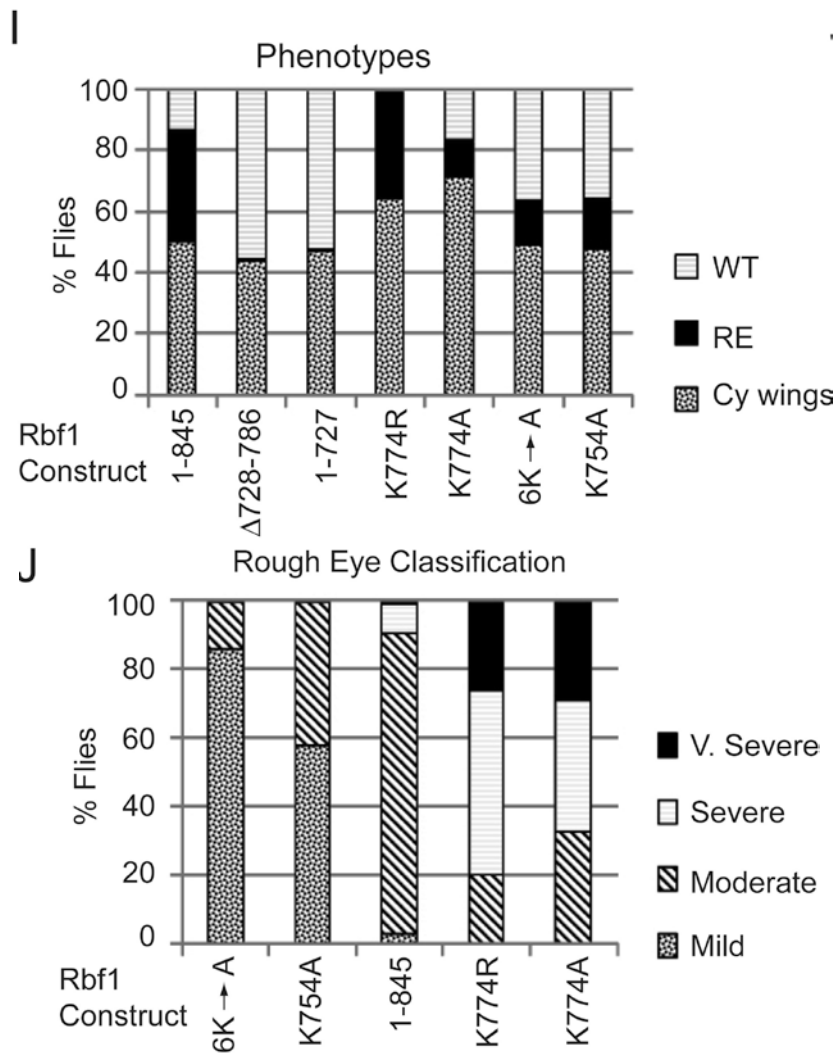 I
Phenotypes
100
80
60
40
20
0
% Flies
WT
RE
Cy wings
Rbf1
Construct
1-845
Δ728-786
1-727
K774R
K774A
6K → A
K754A
J
Rough Eye Classification
100
80
60
40
20
0
% Flies
V. Severe
Severe
Moderate
Mild
Rbf1
Construct
6K → A
K754A
1-845
K774R
K774A